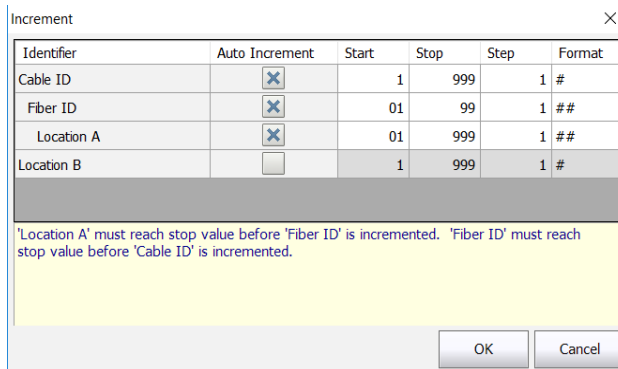 Increment
Identifier Auto Increment Start Stop Step Format
Cable ID 1 999 1 #
Fiber ID 01 99 1 ##
Location A 01 999 1 ##
Location B 1 999 1 #
'Location A' must reach stop value before 'Fiber ID' is incremented.  'Fiber ID' must reach
stop value before 'Cable ID' is incremented.
OK Cancel